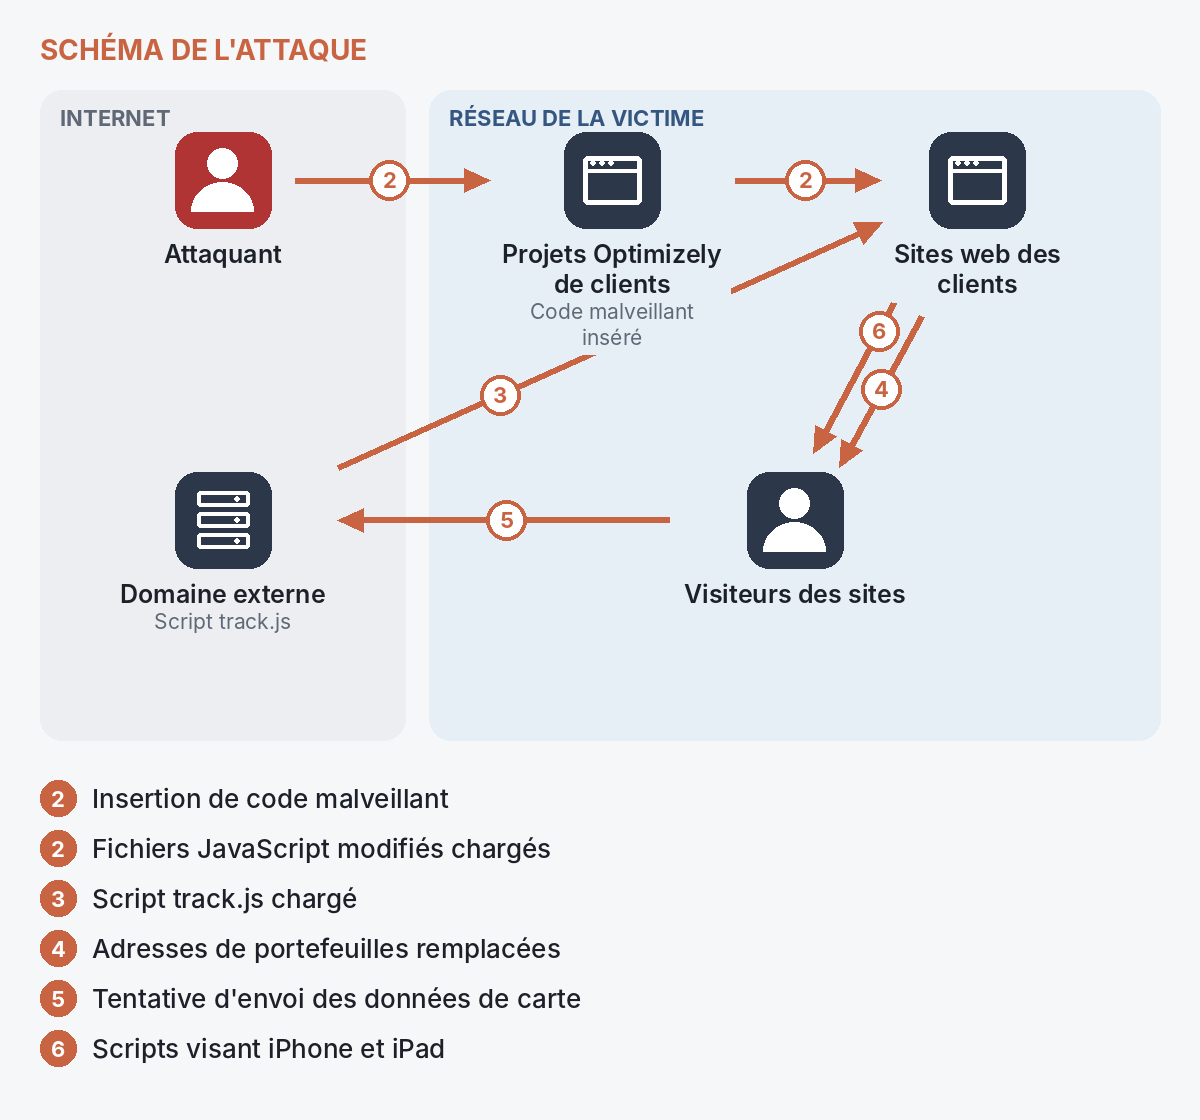 SCHÉMA DE L'ATTAQUE
INTERNET
RÉSEAU DE LA VICTIME
2
2
Attaquant
Projets Optimizely
de clients
Code malveillant
inséré
Sites web des
clients
6
4
3
5
Domaine externe
Script track.js
Visiteurs des sites
2 Insertion de code malveillant
2 Fichiers JavaScript modifiés chargés
3 Script track.js chargé
4 Adresses de portefeuilles remplacées
5 Tentative d'envoi des données de carte
6 Scripts visant iPhone et iPad